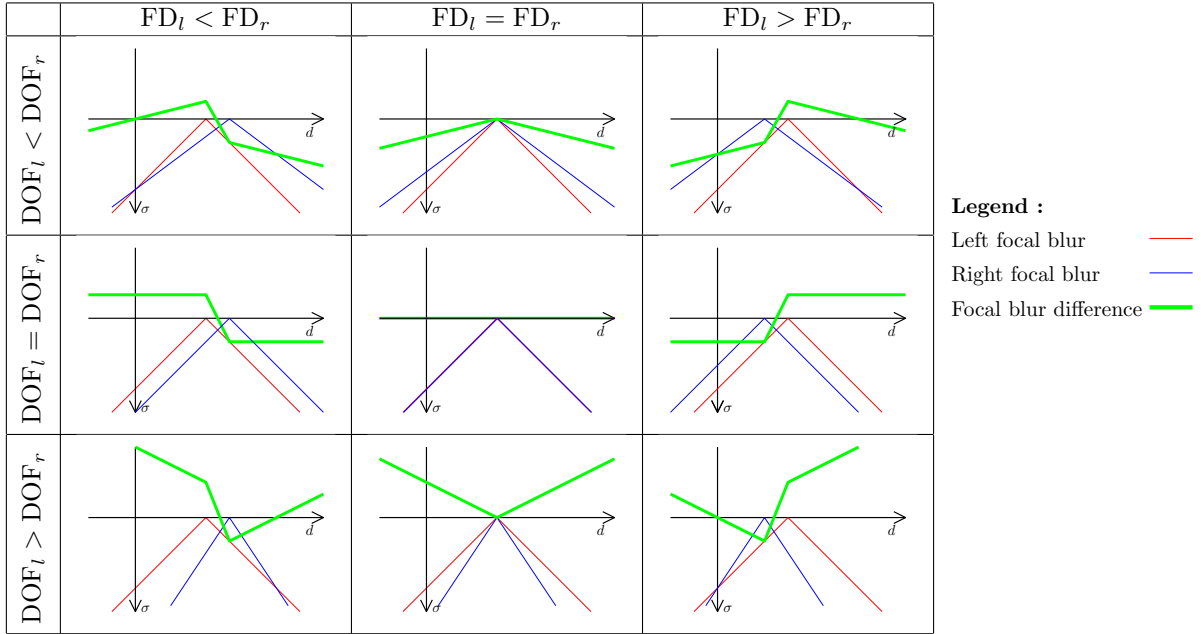 FD_l < FD_r
FD_l = FD_r
FD_l > FD_r
DOF_l < DOF_r
d
σ
d
σ
d
σ
DOF_l = DOF_r
d
σ
d
σ
d
σ
DOF_l > DOF_r
d
σ
d
σ
d
σ
Legend :
Left focal blur
Right focal blur
Focal blur difference